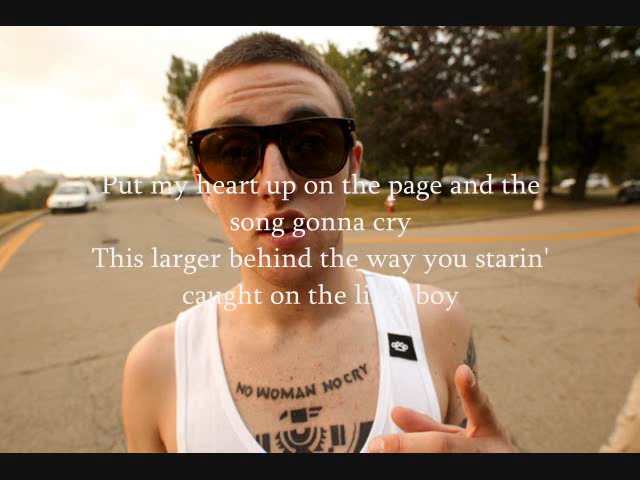 Put my heart up on the page and the
song gonna cry
This larger behind the way you starin'
caught on the line boy
NO WOMAN NO CRY